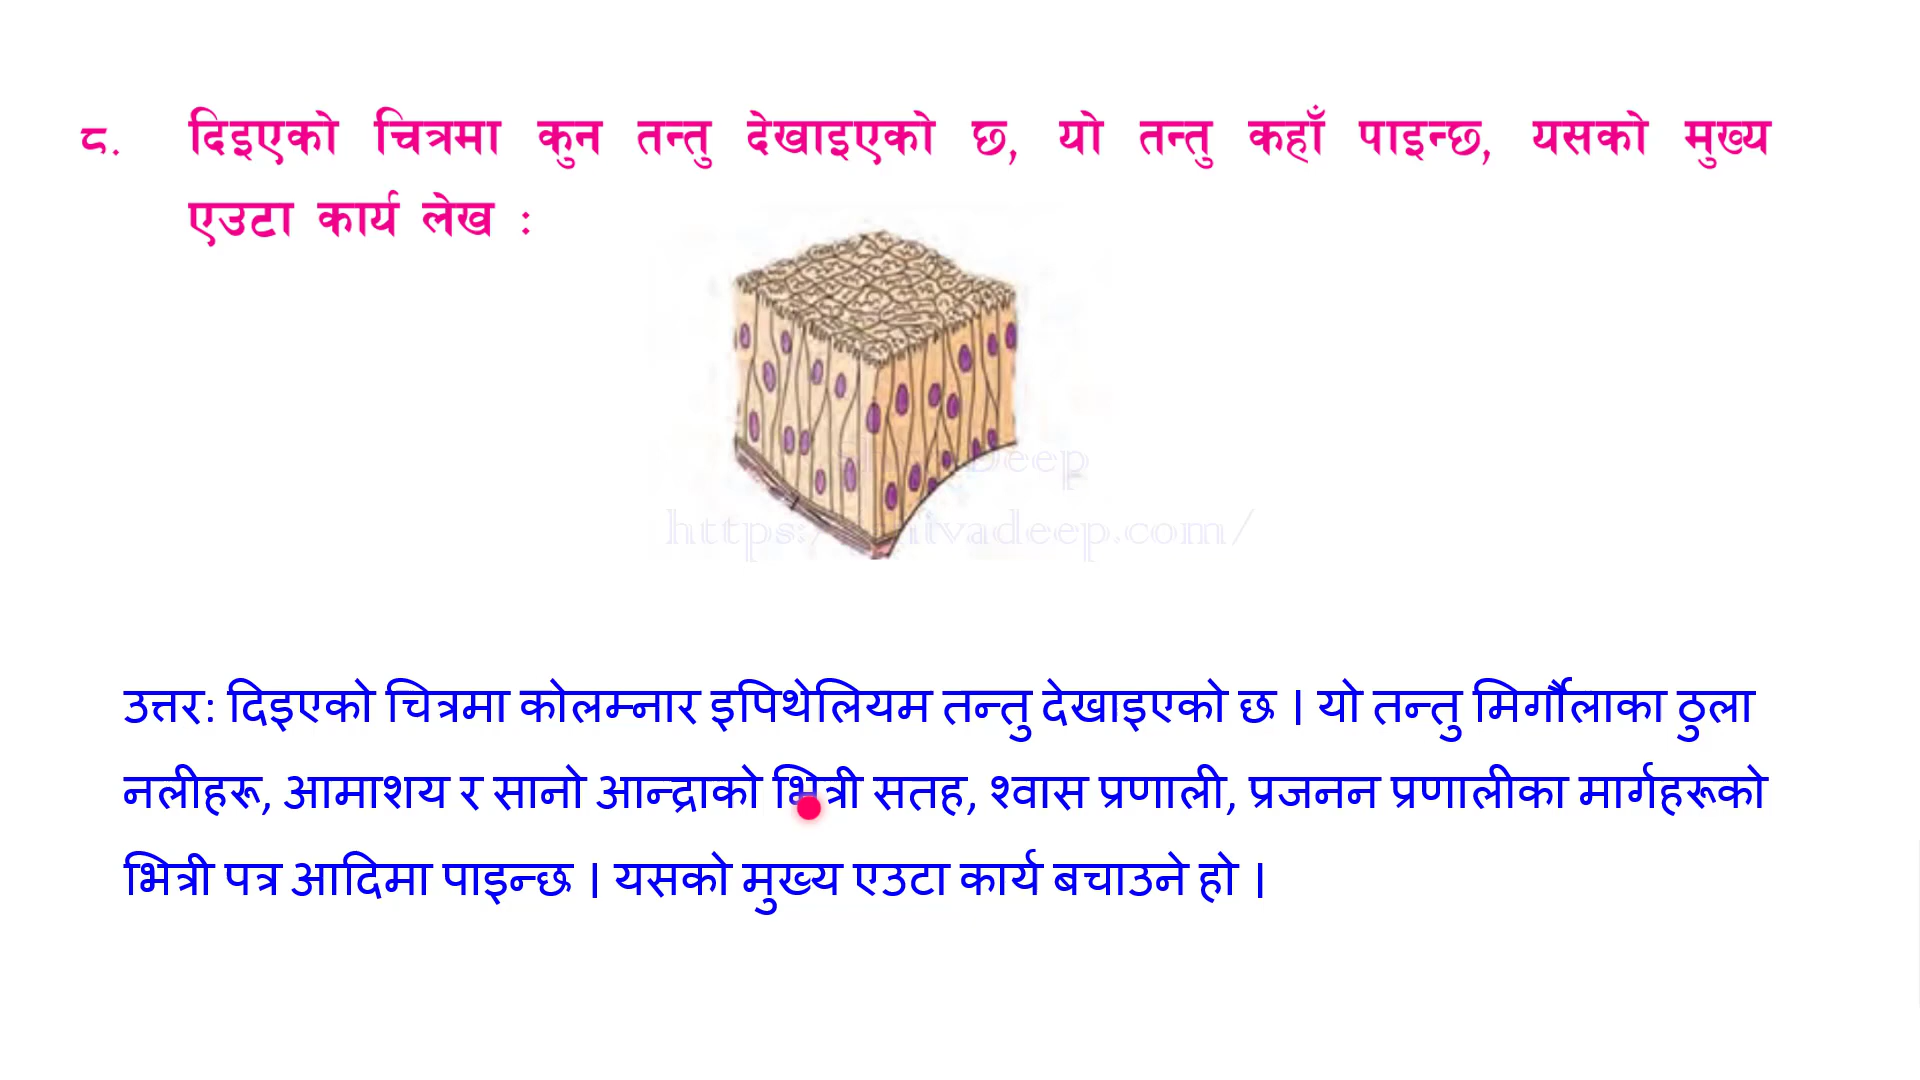 ८. दिइएको चित्रमा कुन तन्तु देखाइएको छ, यो तन्तु कहाँ पाइन्छ, यसको मुख्य
एउटा कार्य लेख :
उत्तर: दिइएको चित्रमा कोलम्नार इपिथेलियम तन्तु देखाइएको छ । यो तन्तु मिर्गौलाका ठुला
नलीहरू, आमाशय र सानो आन्द्राको भित्री सतह, श्वास प्रणाली, प्रजनन प्रणालीका मार्गहरूको
भित्री पत्र आदिमा पाइन्छ । यसको मुख्य एउटा कार्य बचाउने हो ।